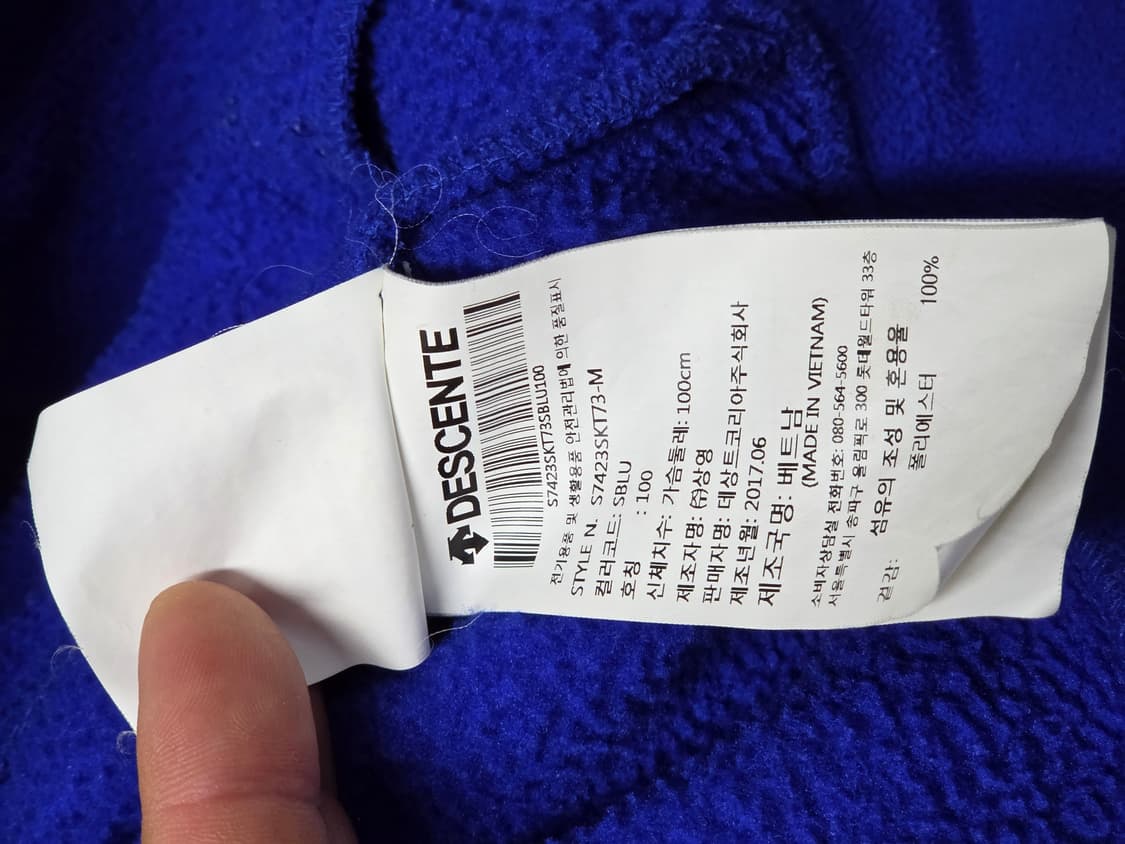 DESCENTE
S7423SKT73SBLU100
전기용품 및 생활용품 안전관리법에 의한 품질표시
STYLE N. S7423SKT73-M
컬러코드: SBLU
호칭 : 100
신체치수: 가슴둘레: 100cm
제조자명: ㈜상영
판매자명: 데상트코리아주식회사
제조년월: 2017.06
제조국명: 베트남
(MADE IN VIETNAM)
소비자상담실 전화번호: 080-564-5600
서울특별시 송파구 올림픽로 300 롯데월드타워 33층
섬유의 조성 및 혼용율
겉감: 폴리에스터 100%